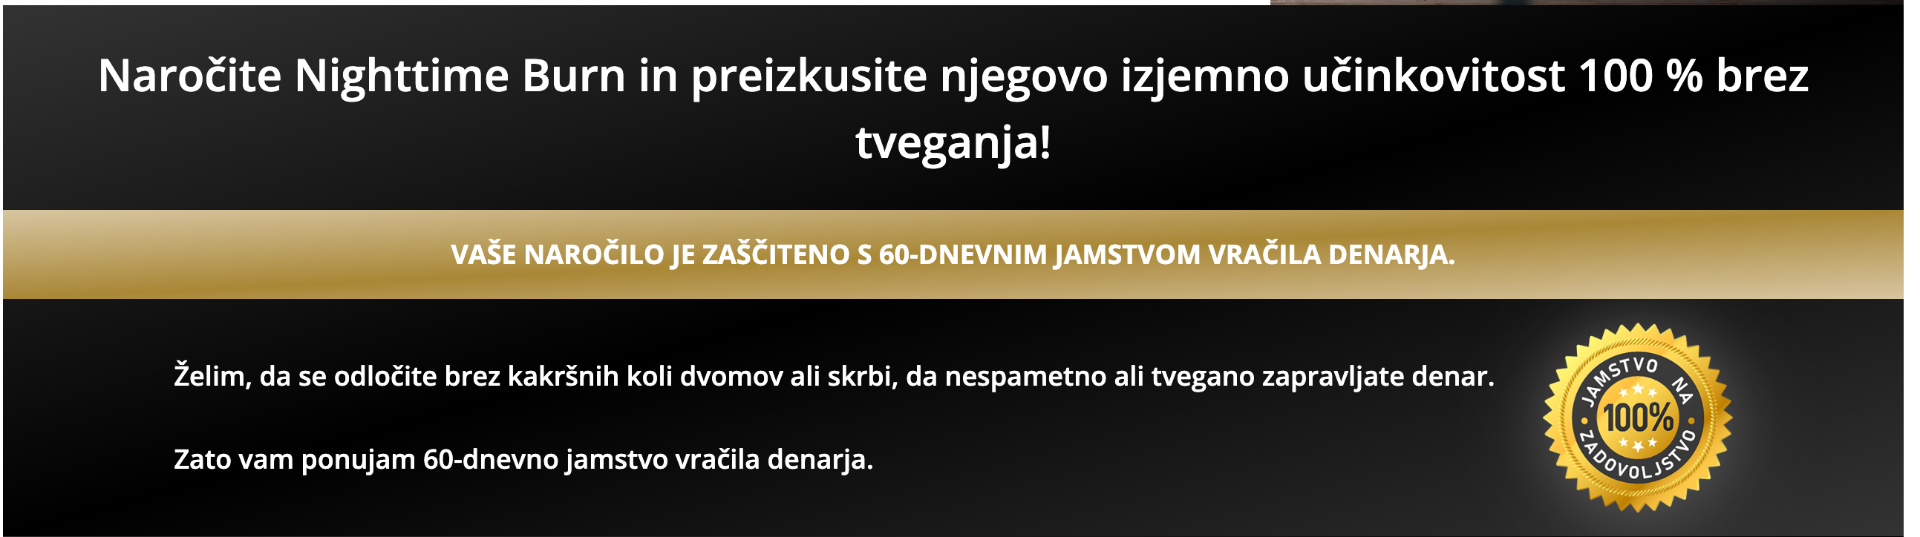 Naročite Nighttime Burn in preizkusite njegovo izjemno učinkovitost 100 % brez
tveganja!
VAŠE NAROČILO JE ZAŠČITENO S 60-DNEVNIM JAMSTVOM VRAČILA DENARJA.
Želim, da se odločite brez kakršnih koli dvomov ali skrbi, da nespametno ali tvegano zapravljate denar.
Zato vam ponujam 60-dnevno jamstvo vračila denarja.
JAMSTVO NA
100%
ZADOVOLJSTVO